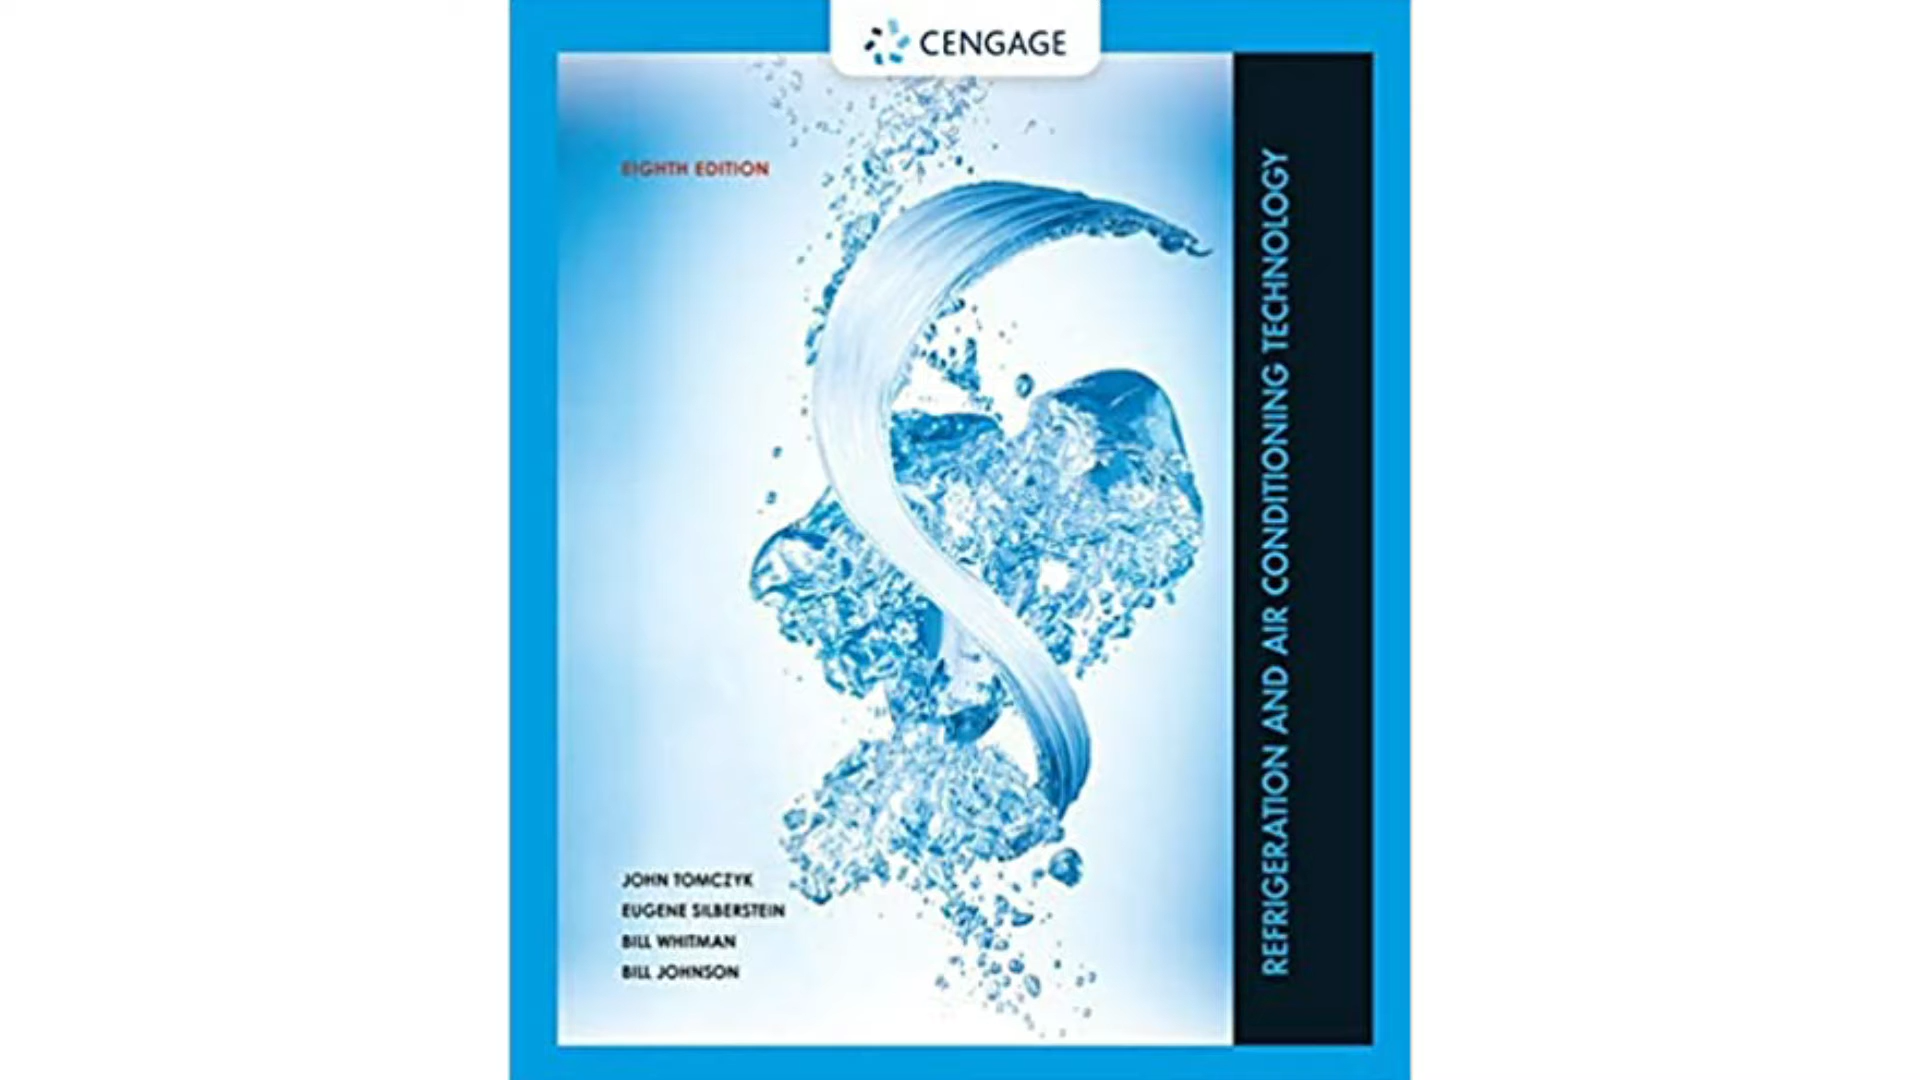 CENGAGE
EIGHTH EDITION
REFRIGERATION AND AIR CONDITIONING TECHNOLOGY
JOHN TOMCZYK
EUGENE SILBERSTEIN
BILL WHITMAN
BILL JOHNSON